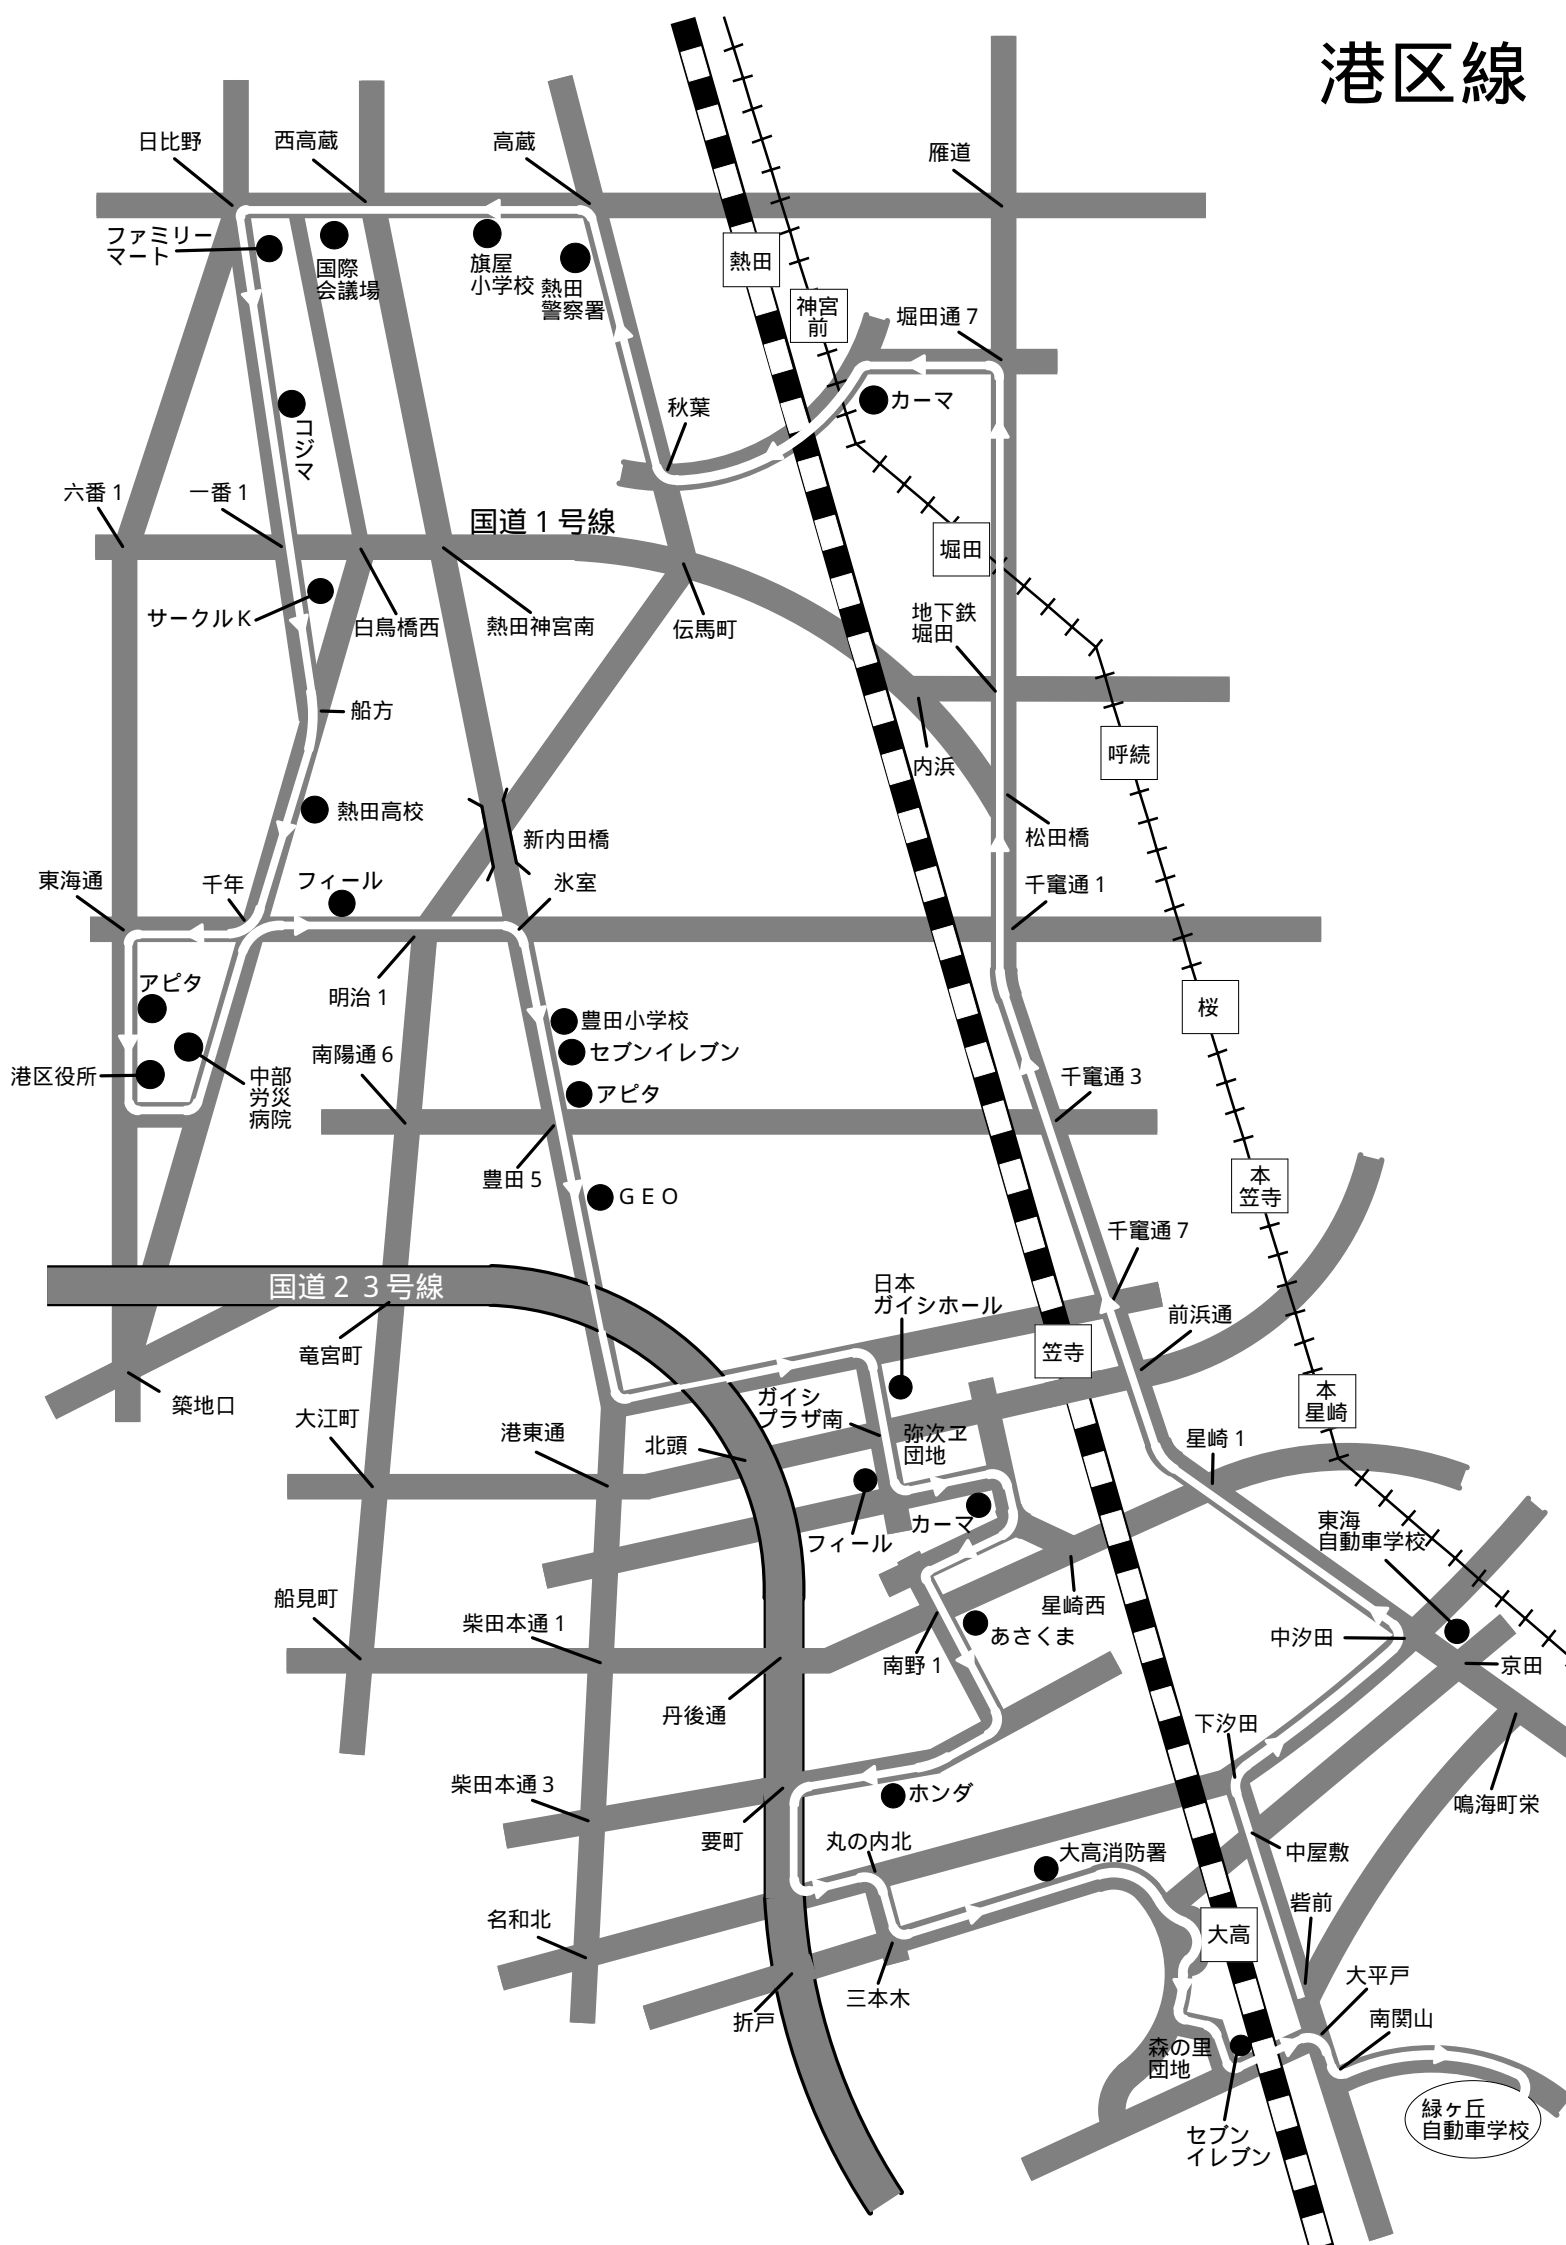 港区線
日比野
西高蔵
高蔵
雁道
ファミリー
マート
国際
会議場
旗屋
小学校
熱田
警察署
熱田
神宮
前
堀田通7
カーマ
秋葉
コジマ
六番1
一番1
国道1号線
堀田
サークルK
白鳥橋西
熱田神宮南
伝馬町
地下鉄
堀田
船方
内浜
呼続
熱田高校
新内田橋
松田橋
東海通
千年
フィール
氷室
千竃通1
アピタ
明治1
桜
豊田小学校
セブンイレブン
南陽通6
港区役所
中部
労災
病院
アピタ
千竃通3
豊田5
GEO
本
笠寺
千竃通7
国道23号線
日本
ガイシホール
前浜通
竜宮町
笠寺
築地口
大江町
ガイシ
プラザ南
本
星崎
港東通
北頭
弥次ヱ
団地
星崎1
カーマ
フィール
東海
自動車学校
船見町
柴田本通1
星崎西
あさくま
南野1
中汐田
京田
丹後通
下汐田
柴田本通3
ホンダ
鳴海町栄
要町
丸の内北
大高消防署
中屋敷
名和北
大高
砦前
三本木
大平戸
折戸
南関山
森の里
団地
緑ヶ丘
自動車学校
セブン
イレブン